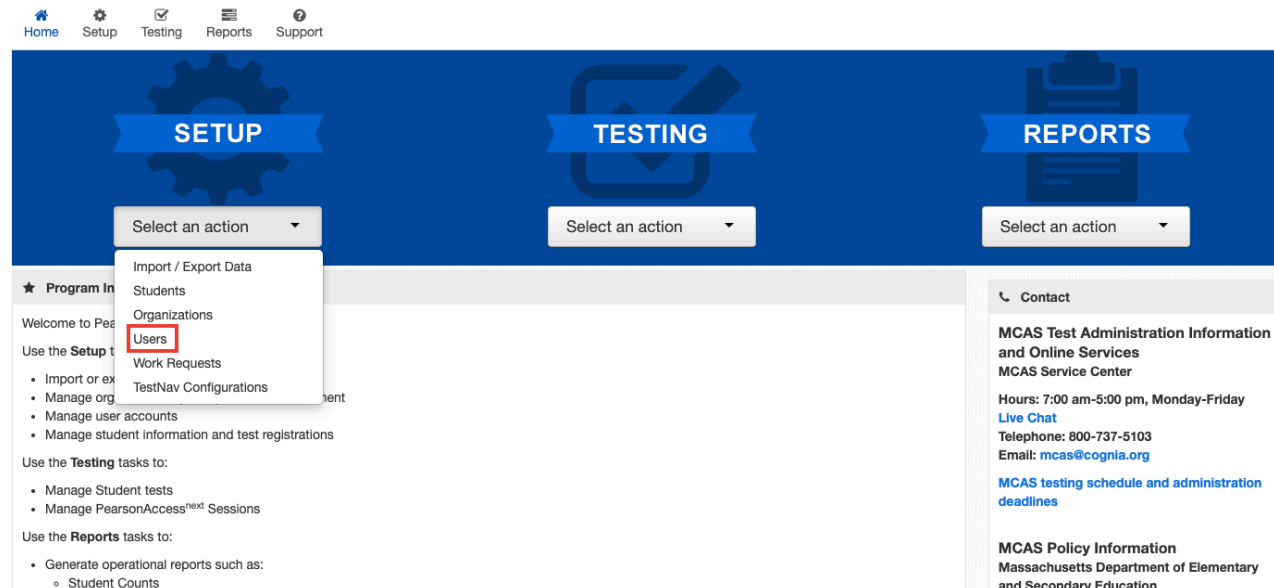 Home Setup Testing Reports Support
SETUP
TESTING
REPORTS
Select an action
Select an action
Select an action
Import / Export Data
Students
Organizations
Users
Work Requests
TestNav Configurations
Program In
Welcome to Pea
Use the Setup t
• Import or ex
• Manage org
• Manage user accounts
• Manage student information and test registrations
Use the Testing tasks to:
• Manage Student tests
• Manage PearsonAccessnext Sessions
Use the Reports tasks to:
• Generate operational reports such as:
Student Counts
Contact
MCAS Test Administration Information
and Online Services
MCAS Service Center
Hours: 7:00 am-5:00 pm, Monday-Friday
Live Chat
Telephone: 800-737-5103
Email: mcas@cognia.org
MCAS testing schedule and administration
deadlines
MCAS Policy Information
Massachusetts Department of Elementary
and Secondary Education